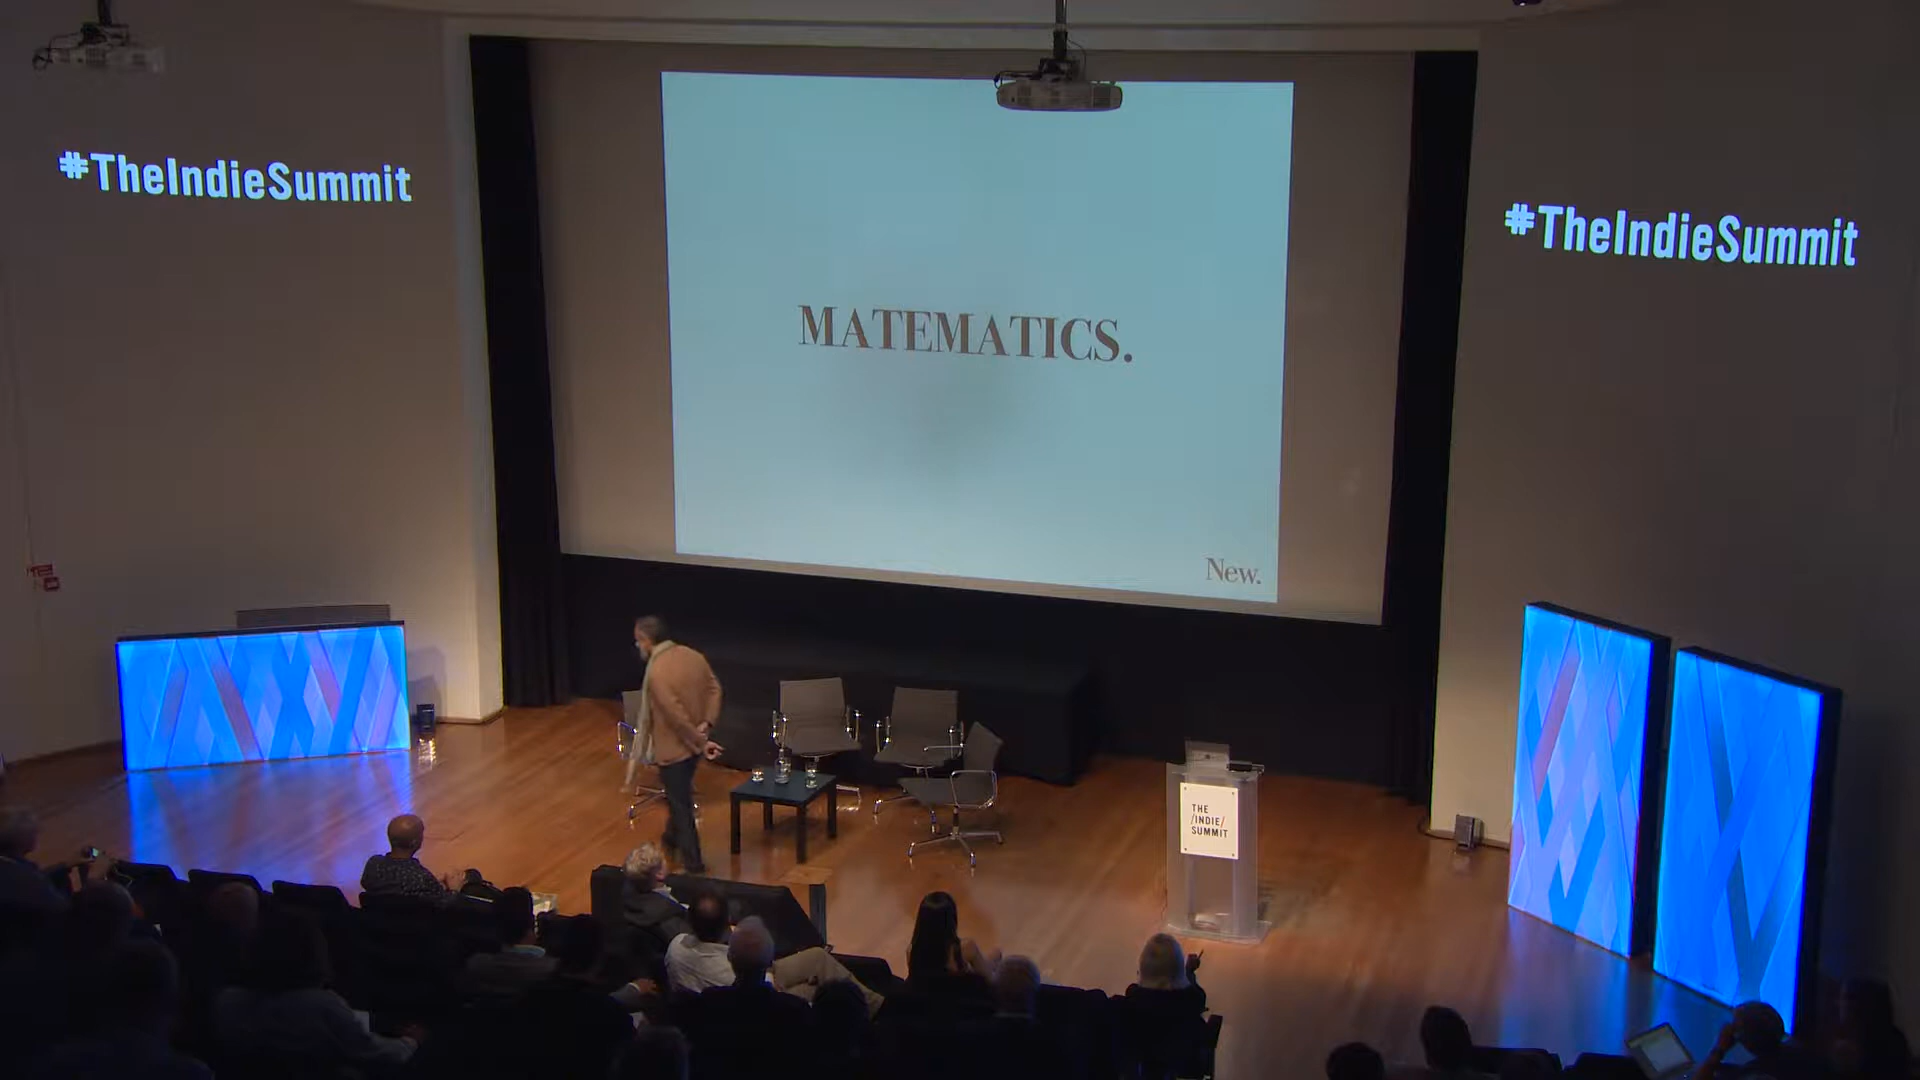 #TheIndieSummit
#TheIndieSummit
MATEMATICS.
New.
THE
/INDIE/
SUMMIT